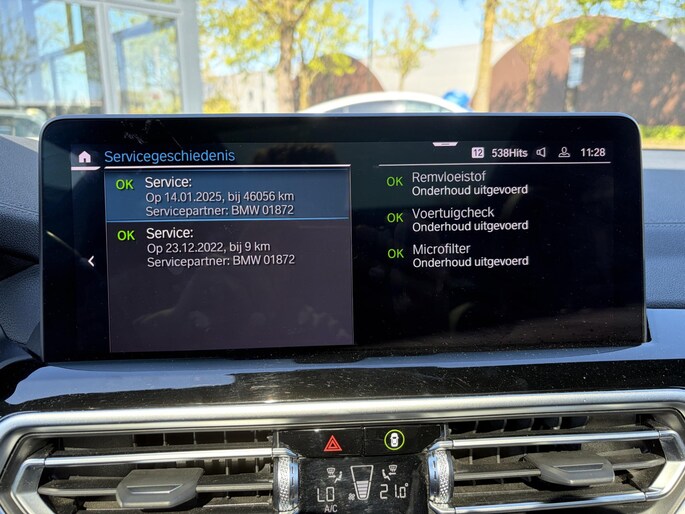 Servicegeschiedenis
12 538Hits 11:28
OK Service:
Op 14.01.2025, bij 46056 km
Servicepartner: BMW 01872
OK Service:
Op 23.12.2022, bij 9 km
Servicepartner: BMW 01872
OK Remvloeistof
Onderhoud uitgevoerd
OK Voertuigcheck
Onderhoud uitgevoerd
OK Microfilter
Onderhoud uitgevoerd
LO 21.0
A/C